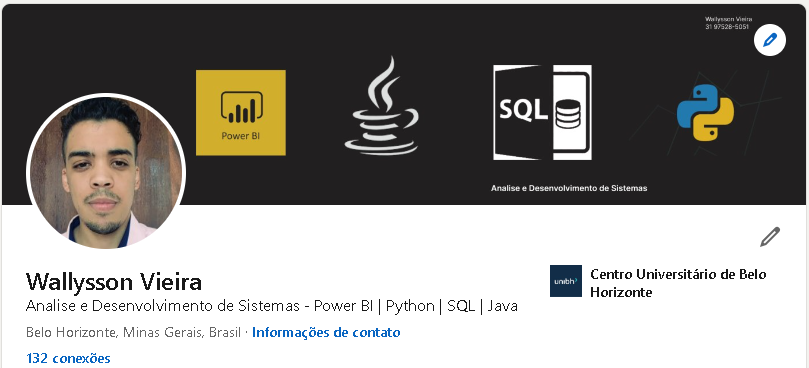 Wallysson Vieira
31 97528-5051
Power BI
SQL
Analise e Desenvolvimento de Sistemas
Wallysson Vieira
Analise e Desenvolvimento de Sistemas - Power BI | Python | SQL | Java
Belo Horizonte, Minas Gerais, Brasil · Informações de contato
132 conexões
unibh
Centro Universitário de Belo
Horizonte